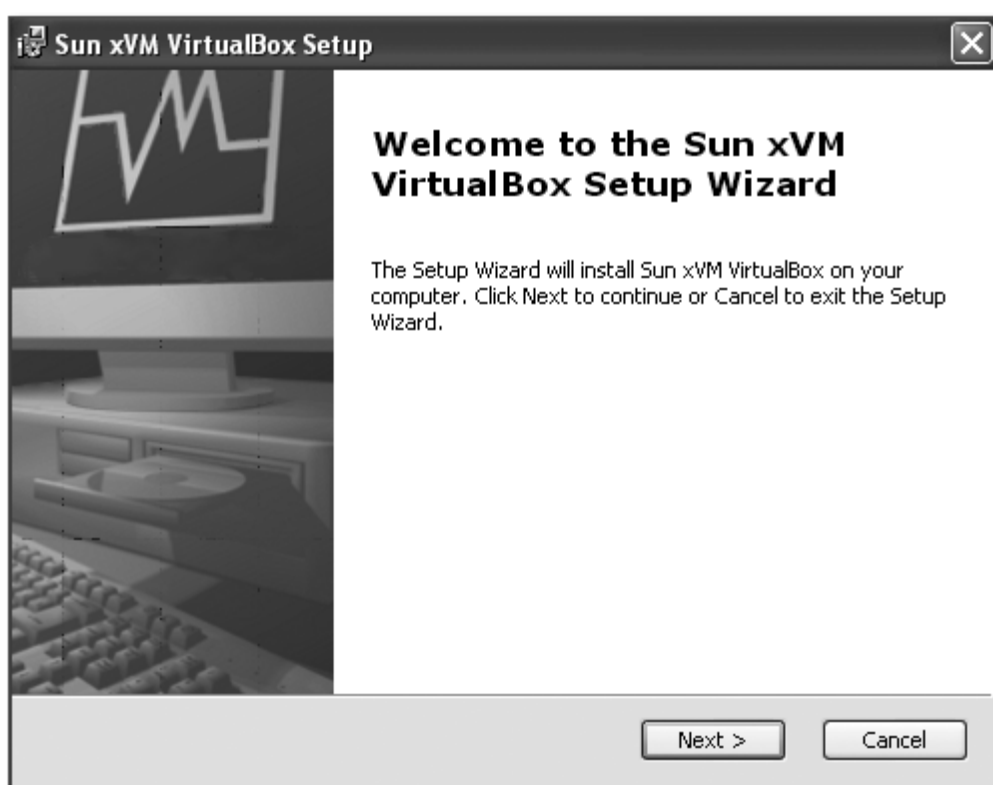 Sun xVM VirtualBox Setup
Welcome to the Sun xVM
VirtualBox Setup Wizard
The Setup Wizard will install Sun xVM VirtualBox on your
computer. Click Next to continue or Cancel to exit the Setup
Wizard.
Next >
Cancel